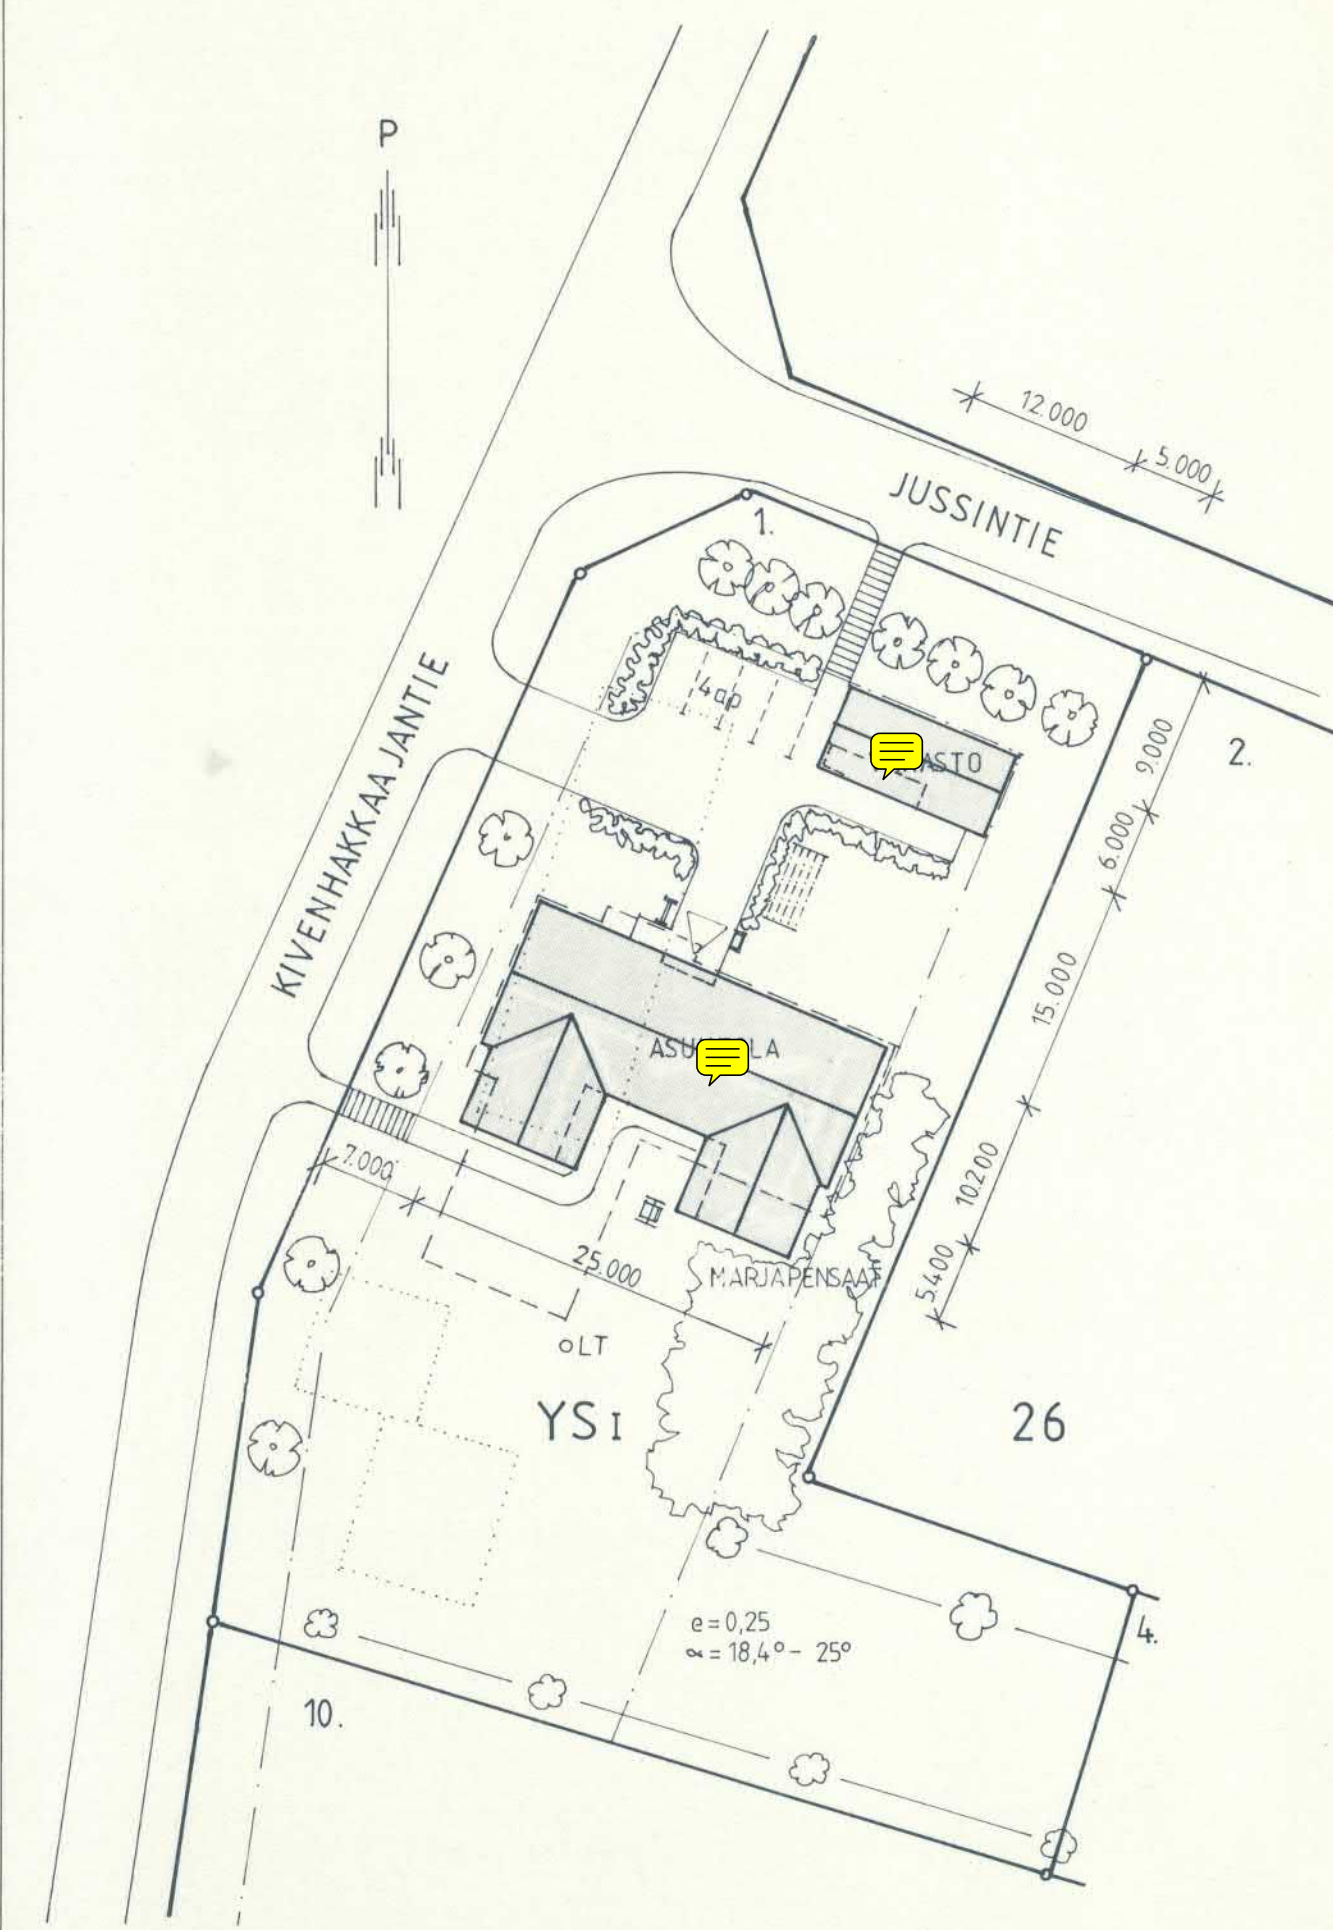 P
12.000
5.000
JUSSINTIE
1.
4ap
2.
9.000
6.000
KIVENHAKKAAJANTIE
15.000
7.000
10.200
25.000
MARJAPENSAAT
5.400
oLT
YSI
26
e = 0,25
α = 18,4° - 25°
4.
10.